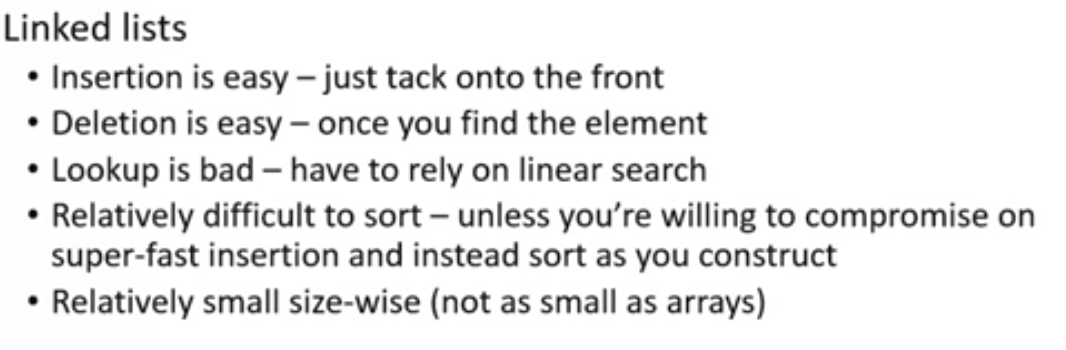 Linked lists
• Insertion is easy – just tack onto the front
• Deletion is easy – once you find the element
• Lookup is bad – have to rely on linear search
• Relatively difficult to sort – unless you’re willing to compromise on
super-fast insertion and instead sort as you construct
• Relatively small size-wise (not as small as arrays)